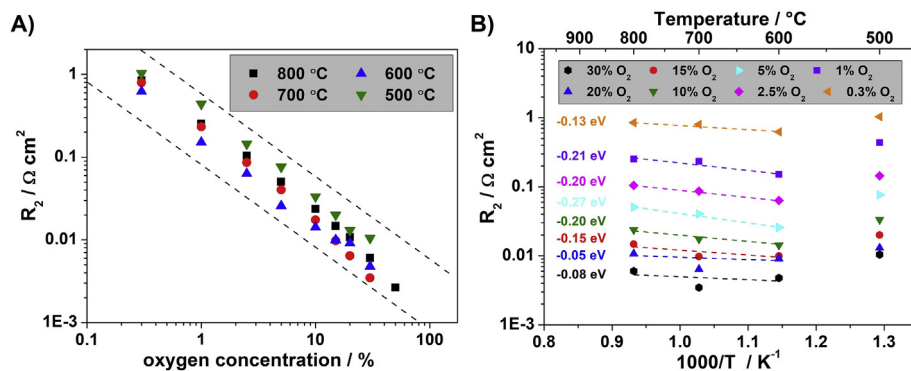 A)
R2 / Ω cm2
1
0.1
0.01
1E-3
800 °C
600 °C
700 °C
500 °C
0.1
1
10
100
oxygen concentration / %
B)
Temperature / °C
900 800 700 600 500
30% O2 15% O2 5% O2 1% O2
20% O2 10% O2 2.5% O2 0.3% O2
R2 / Ω cm2
10
1
0.1
0.01
1E-3
-0.13 eV
-0.21 eV
-0.20 eV
-0.27 eV
-0.20 eV
-0.15 eV
-0.05 eV
-0.08 eV
0.8 0.9 1.0 1.1 1.2 1.3
1000/T / K-1